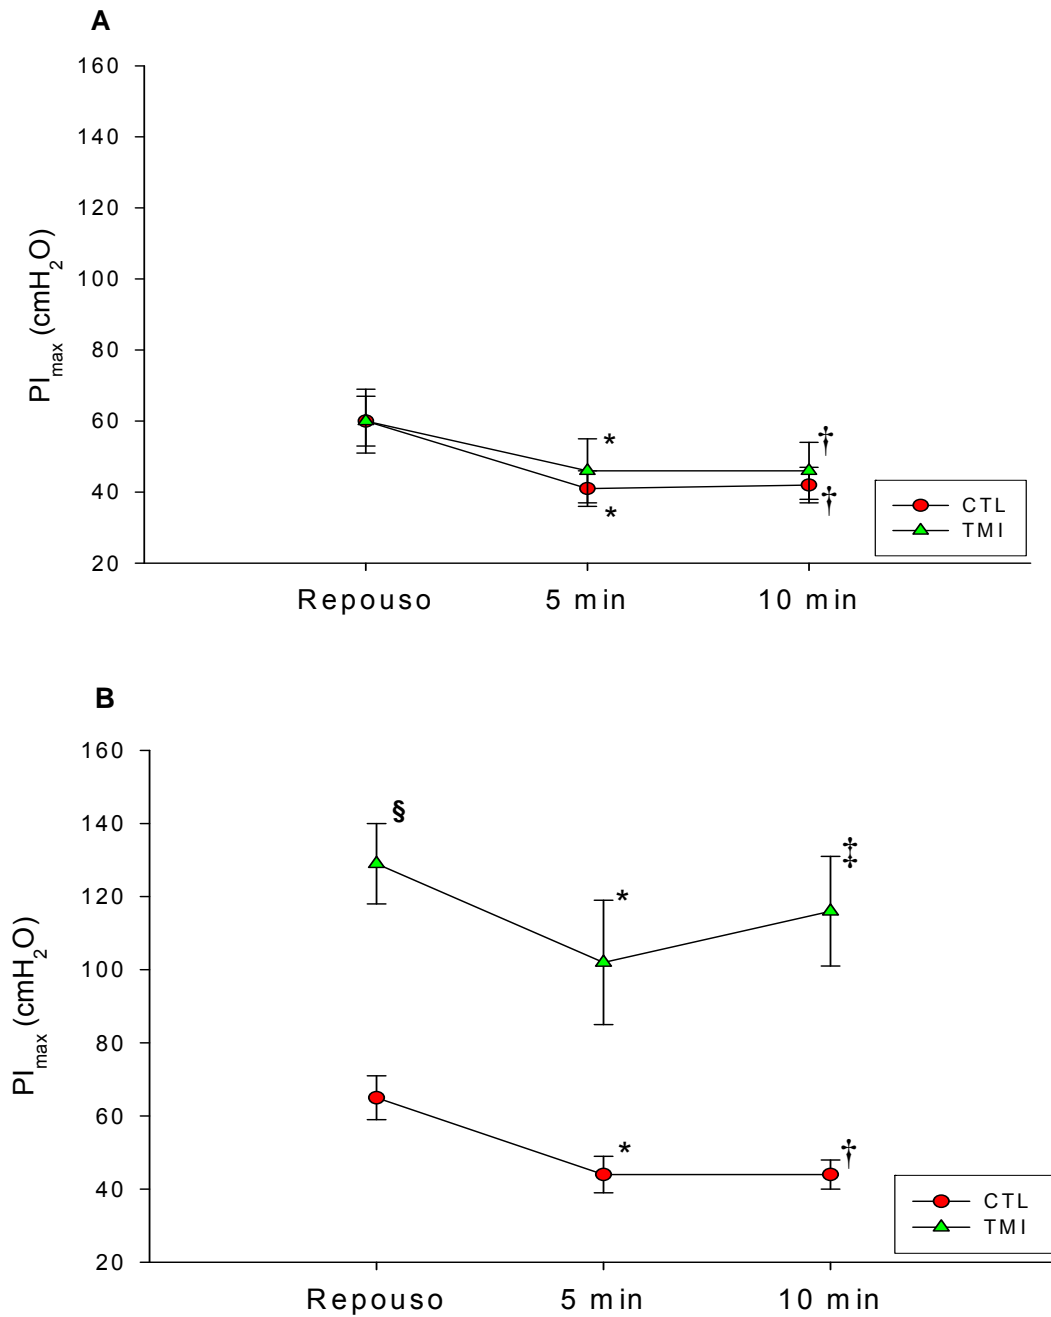 A
160
140
120
100
80
60
40
20
PImax (cmH2O)
* † 
* †
CTL
TMI
Repouso 5 min 10 min
B
160
140
120
100
80
60
40
20
PImax (cmH2O)
§ * ‡
* †
CTL
TMI
Repouso 5 min 10 min